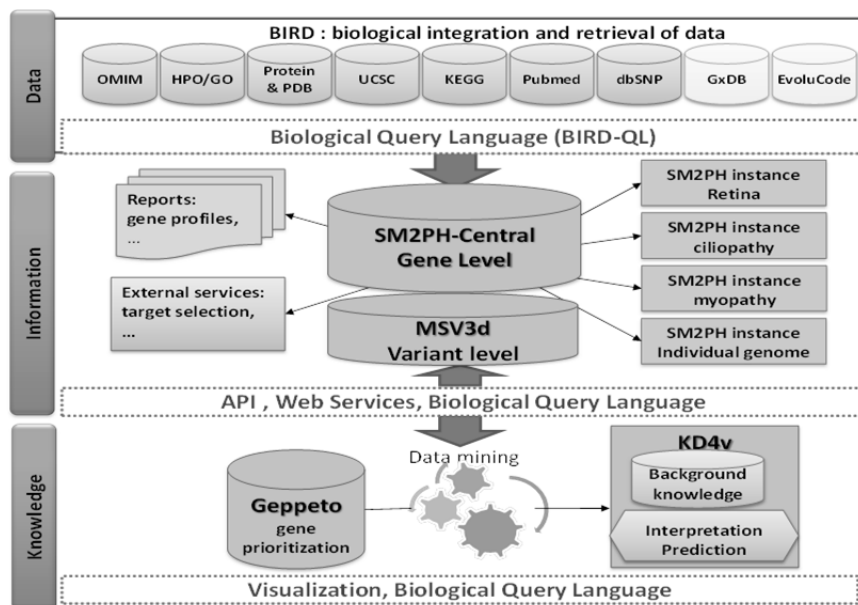 BIRD : biological integration and retrieval of data
Data
OMIM
HPO/GO
Protein
& PDB
UCSC
KEGG
Pubmed
dbSNP
GxDB
EvoluCode
Biological Query Language (BIRD-QL)
Information
Reports:
gene profiles,
...
External services:
target selection,
...
SM2PH-Central
Gene Level
MSV3d
Variant level
SM2PH instance
Retina
SM2PH instance
ciliopathy
SM2PH instance
myopathy
SM2PH instance
Individual genome
API , Web Services, Biological Query Language
Knowledge
Geppeto
gene
prioritization
Data mining
KD4v
Background
knowledge
Interpretation
Prediction
Visualization, Biological Query Language